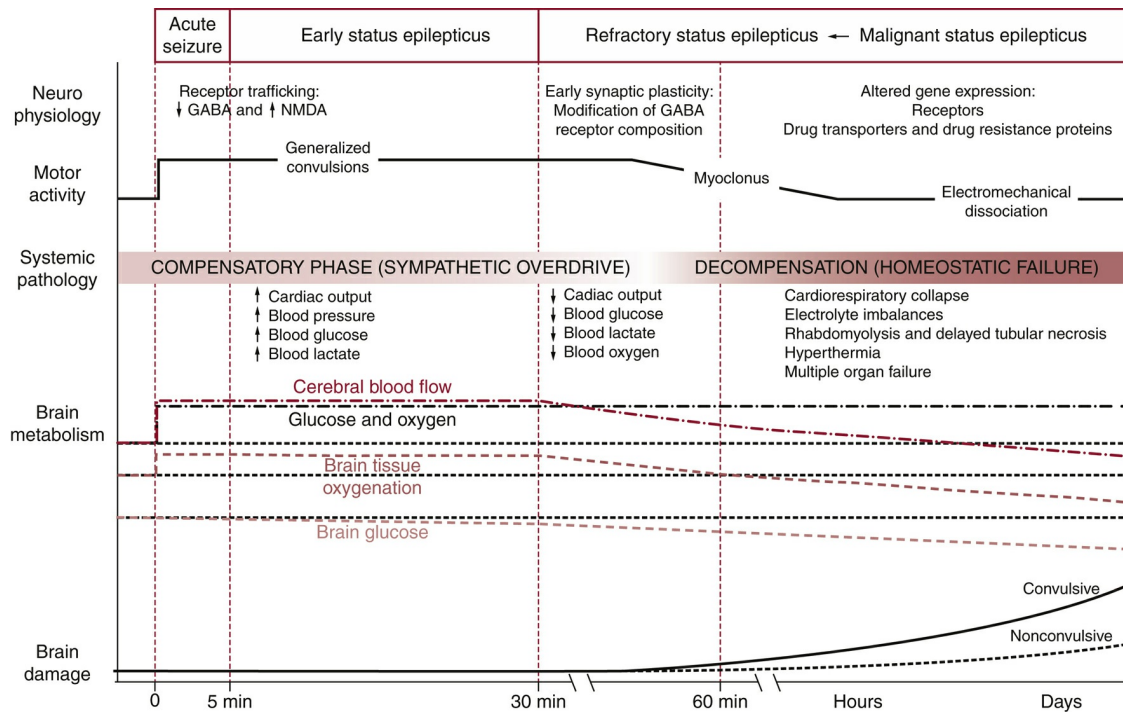 Acute
seizure
Early status epilepticus
Refractory status epilepticus ← Malignant status epilepticus
Neuro
physiology
Receptor trafficking:
↓ GABA and ↑ NMDA
Early synaptic plasticity:
Modification of GABA
receptor composition
Altered gene expression:
Receptors
Drug transporters and drug resistance proteins
Motor
activity
Generalized
convulsions
Myoclonus
Electromechanical
dissociation
Systemic
pathology
COMPENSATORY PHASE (SYMPATHETIC OVERDRIVE)
DECOMPENSATION (HOMEOSTATIC FAILURE)
↑ Cardiac output
↑ Blood pressure
↑ Blood glucose
↑ Blood lactate
↓ Cadiac output
↓ Blood glucose
↓ Blood lactate
↓ Blood oxygen
Cardiorespiratory collapse
Electrolyte imbalances
Rhabdomyolysis and delayed tubular necrosis
Hyperthermia
Multiple organ failure
Brain
metabolism
Cerebral blood flow
Glucose and oxygen
Brain tissue
oxygenation
Brain glucose
Brain
damage
Convulsive
Nonconvulsive
0
5 min
30 min
60 min
Hours
Days